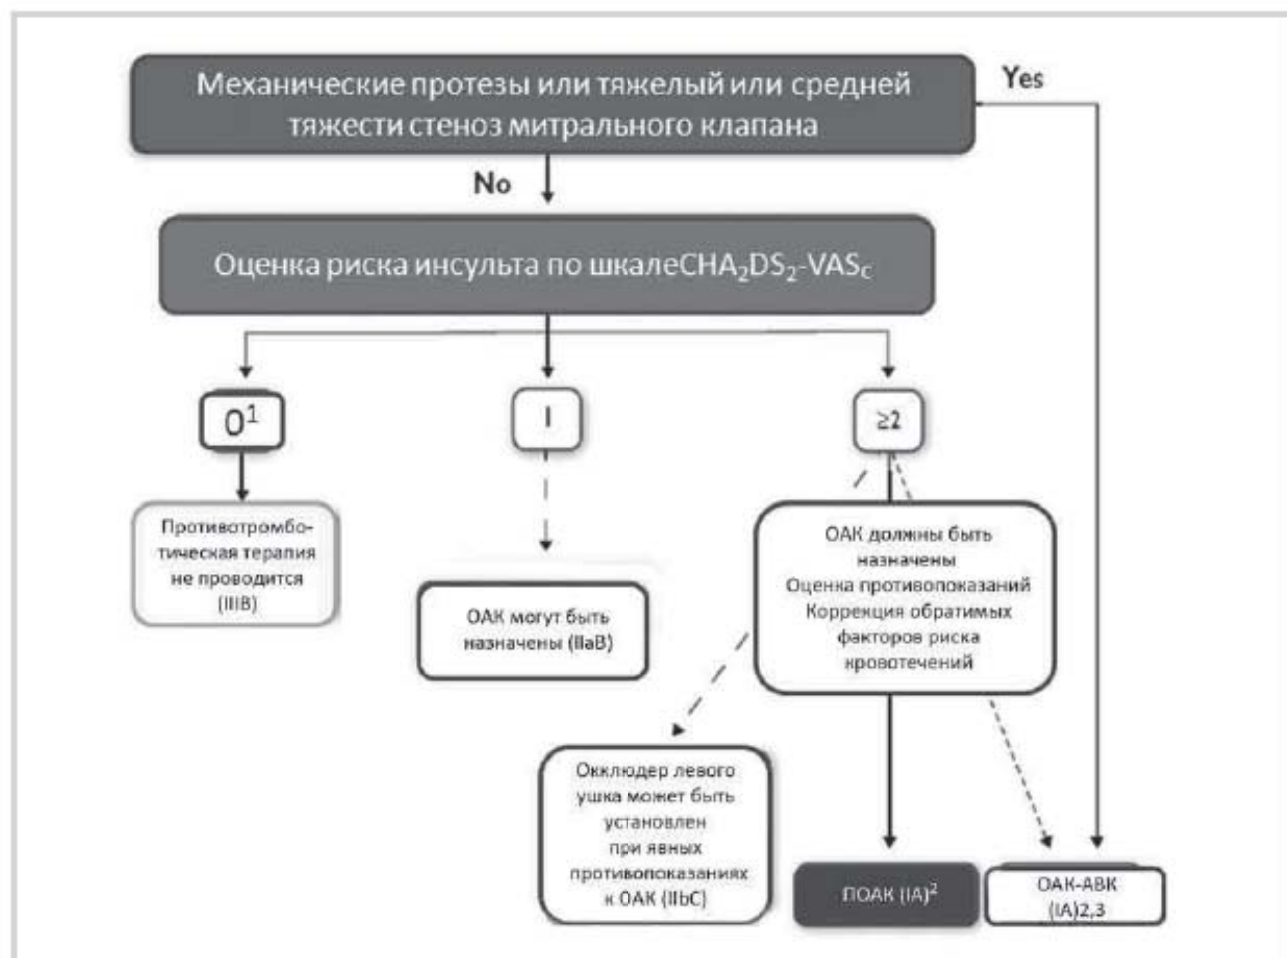 Механические протезы или тяжелый или средней
тяжести стеноз митрального клапана
Yes
No
Оценка риска инсульта по шкалеCHA₂DS₂-VASc
0¹
I
≥2
Противотромбо-
тическая терапия
не проводится
(IIIB)
ОАК могут быть
назначены (IIaB)
ОАК должны быть
назначены
Оценка противопоказаний
Коррекция обратимых
факторов риска
кровотечений
Окклюдер левого
ушка может быть
установлен
при явных
противопоказаниях
к ОАК (IIbC)
ПОАК (IA)²
ОАК-АВК
(IA)2,3